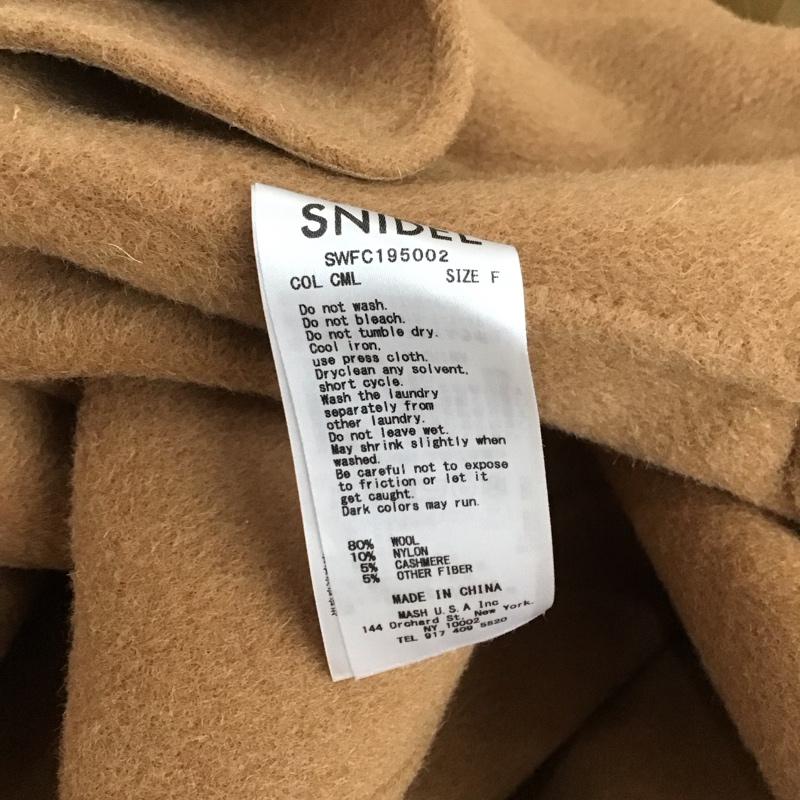 SNIDEL
SWFC195002
COL CML SIZE F
Do not wash.
Do not bleach.
Do not tumble dry.
Cool iron,
use press cloth.
Dryclean any solvent,
short cycle.
Wash the laundry
separately from
other laundry.
Do not leave wet.
May shrink slightly when
washed.
Be careful not to expose
to friction or let it
get caught.
Dark colors may run.
80% WOOL
10% NYLON
5% CASHMERE
5% OTHER FIBER
MADE IN CHINA
MASH U.S.A Inc
144 Orchard St. New York.
NY 10002
TEL 917 409 5520